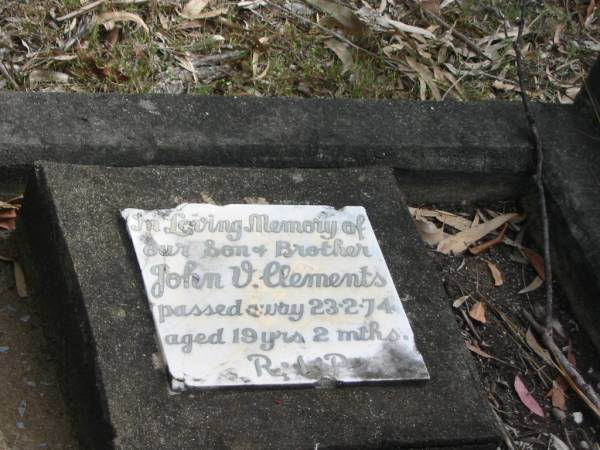 In Loving Memory of
Our Son & Brother
John V. Clements
passed away 23-2-74
aged 19 yrs 2 mths.